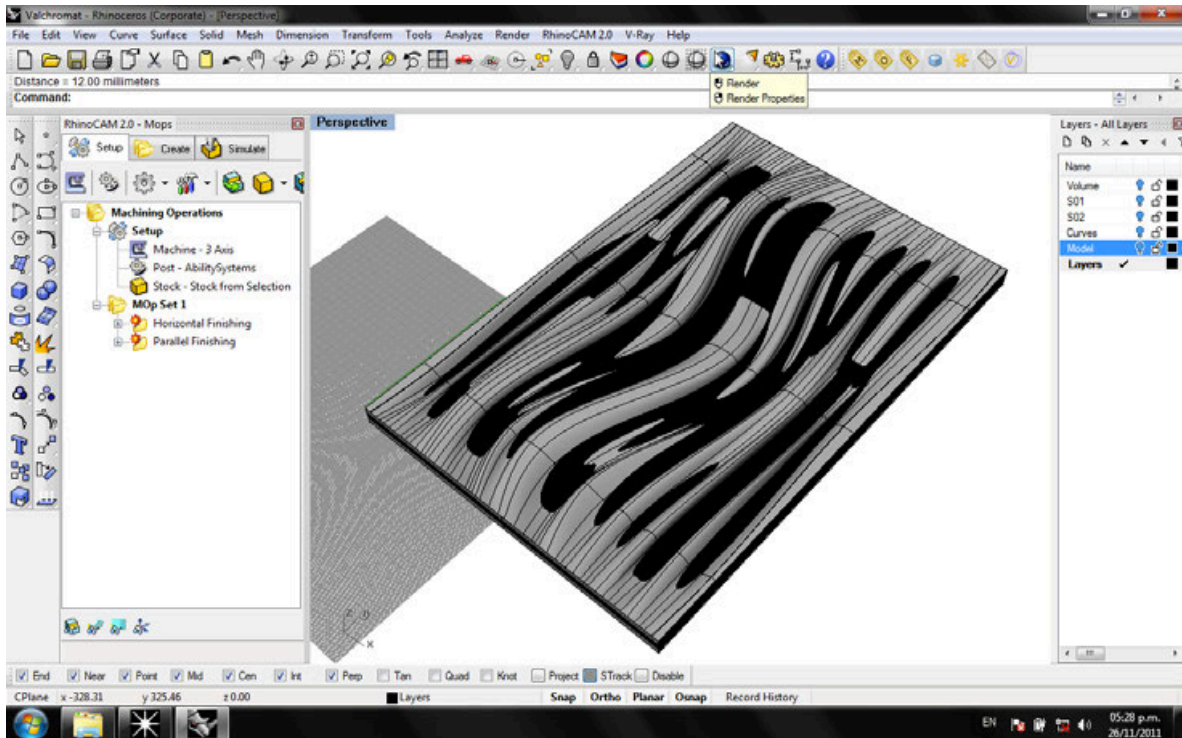 Valchromat - Rhinoceros (Corporate) - [Perspective]
File Edit View Curve Surface Solid Mesh Dimension Transform Tools Analyze Render RhinoCAM 2.0 V-Ray Help
Distance = 12.00 millimeters
Command:
Render
Render Properties
RhinoCAM 2.0 - Mops
Setup Create Simulate
Machining Operations
Setup
Machine - 3 Axis
Post - AbilitySystems
Stock - Stock from Selection
MOp Set 1
Horizontal Finishing
Parallel Finishing
Perspective
Z
X
Layers - All Layers
Name
Volume
S01
S02
Curves
Model
Layers
End Near Point Mid Cen Int Perp Tan Quad Knot Project STrack Disable
CPlane x -328.31 y 325.46 z 0.00 Layers Snap Ortho Planar Osnap Record History
EN
05:28 p.m.
26/11/2011